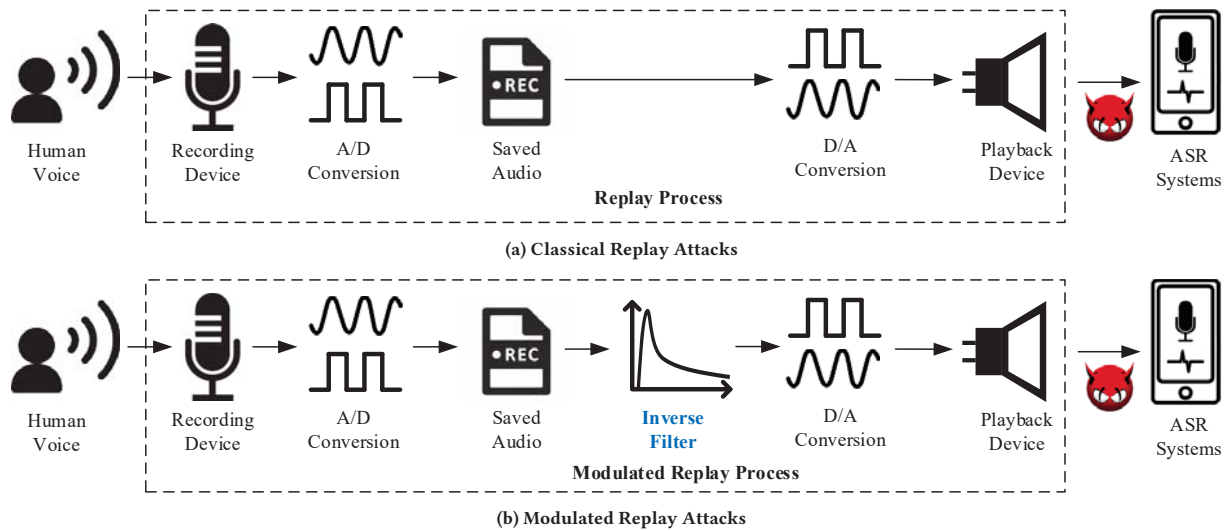 REC
Human
Voice
Recording
Device
A/D
Conversion
Saved
Audio
D/A
Conversion
Playback
Device
ASR
Systems
Replay Process
(a) Classical Replay Attacks
REC
Human
Voice
Recording
Device
A/D
Conversion
Saved
Audio
Inverse
Filter
D/A
Conversion
Playback
Device
ASR
Systems
Modulated Replay Process
(b) Modulated Replay Attacks